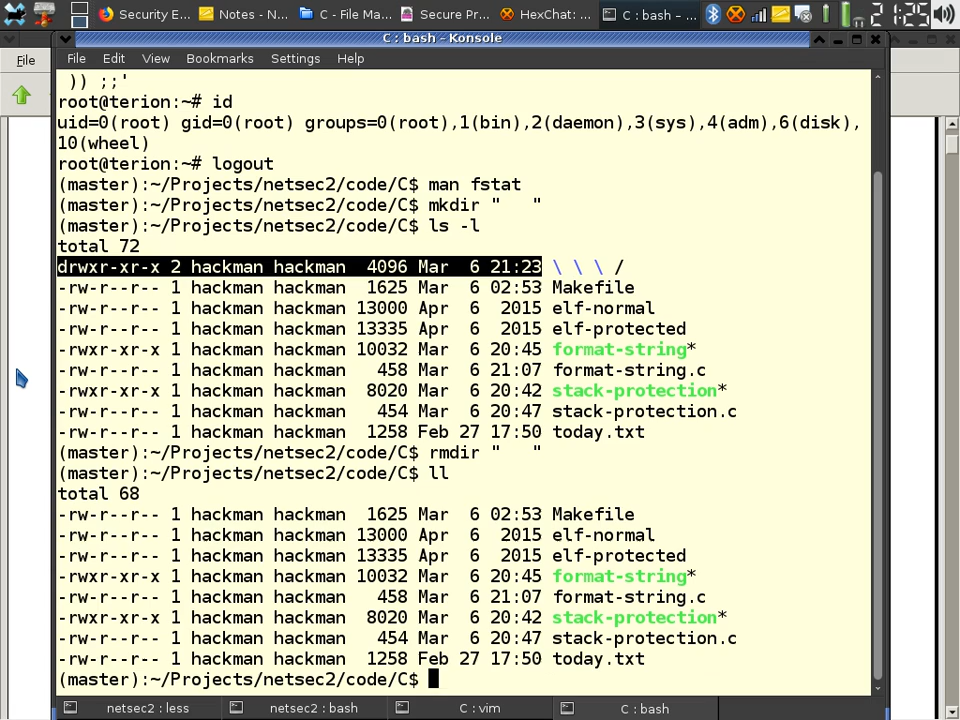 Security E...
Notes - N...
C - File Ma...
Secure Pr...
HexChat: ...
C : bash – ...
21:25
C : bash – Konsole
File
File Edit View Bookmarks Settings Help
)) ;;'
root@terion:~# id
uid=0(root) gid=0(root) groups=0(root),1(bin),2(daemon),3(sys),4(adm),6(disk),
10(wheel)
root@terion:~# logout
(master):~/Projects/netsec2/code/C$ man fstat
(master):~/Projects/netsec2/code/C$ mkdir "   "
(master):~/Projects/netsec2/code/C$ ls -l
total 72
drwxr-xr-x 2 hackman hackman  4096 Mar  6 21:23 \ \ \ /
-rw-r--r-- 1 hackman hackman  1625 Mar  6 02:53 Makefile
-rw-r--r-- 1 hackman hackman 13000 Apr  6  2015 elf-normal
-rw-r--r-- 1 hackman hackman 13335 Apr  6  2015 elf-protected
-rwxr-xr-x 1 hackman hackman 10032 Mar  6 20:45 format-string*
-rw-r--r-- 1 hackman hackman   458 Mar  6 21:07 format-string.c
-rwxr-xr-x 1 hackman hackman  8020 Mar  6 20:42 stack-protection*
-rw-r--r-- 1 hackman hackman   454 Mar  6 20:47 stack-protection.c
-rw-r--r-- 1 hackman hackman  1258 Feb 27 17:50 today.txt
(master):~/Projects/netsec2/code/C$ rmdir "   "
(master):~/Projects/netsec2/code/C$ ll
total 68
-rw-r--r-- 1 hackman hackman  1625 Mar  6 02:53 Makefile
-rw-r--r-- 1 hackman hackman 13000 Apr  6  2015 elf-normal
-rw-r--r-- 1 hackman hackman 13335 Apr  6  2015 elf-protected
-rwxr-xr-x 1 hackman hackman 10032 Mar  6 20:45 format-string*
-rw-r--r-- 1 hackman hackman   458 Mar  6 21:07 format-string.c
-rwxr-xr-x 1 hackman hackman  8020 Mar  6 20:42 stack-protection*
-rw-r--r-- 1 hackman hackman   454 Mar  6 20:47 stack-protection.c
-rw-r--r-- 1 hackman hackman  1258 Feb 27 17:50 today.txt
(master):~/Projects/netsec2/code/C$
netsec2 : less
netsec2 : bash
C : vim
C : bash